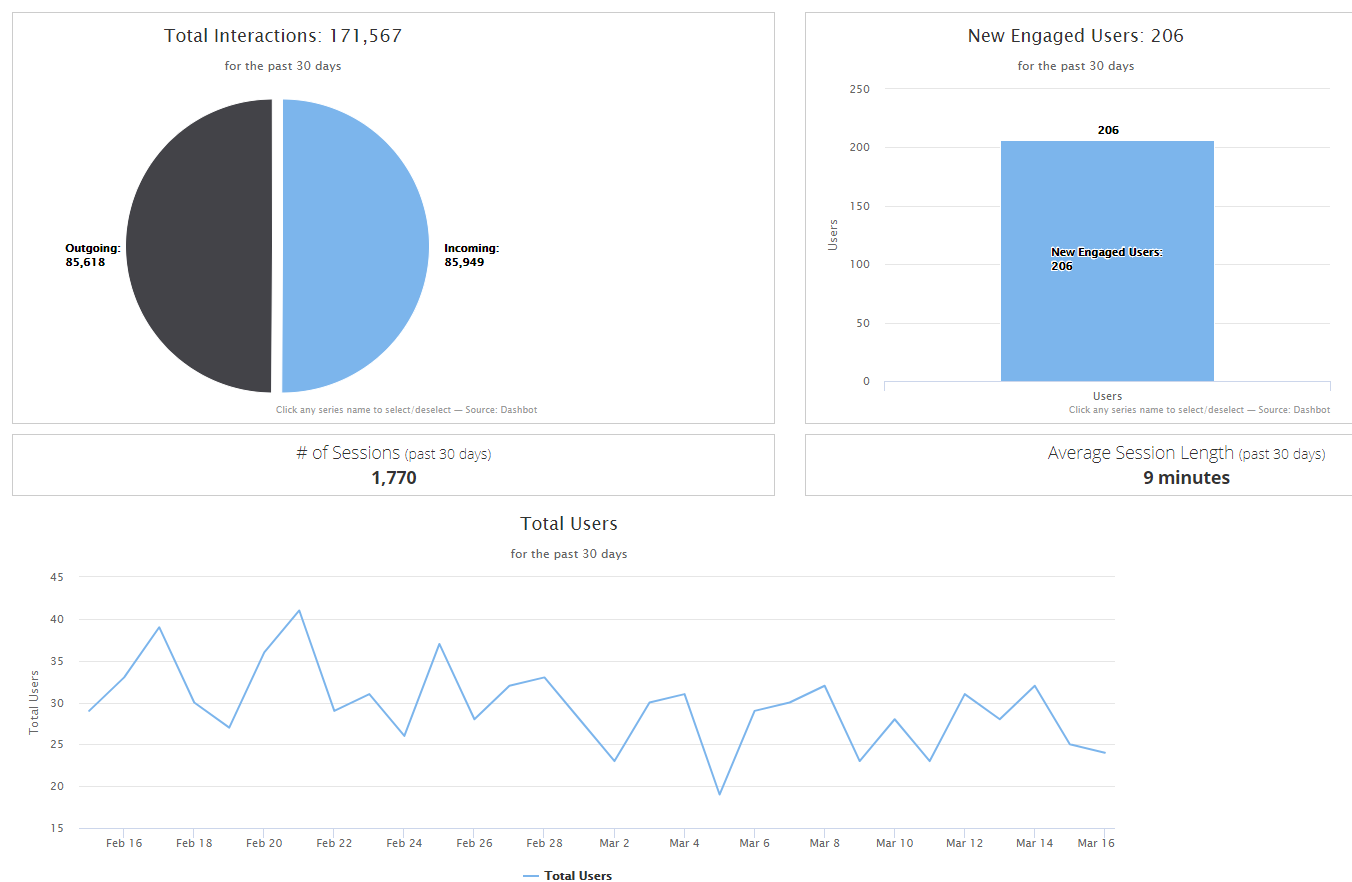 Total Interactions: 171,567
for the past 30 days
Outgoing:
85,618
Incoming:
85,949
Click any series name to select/deselect — Source: Dashbot
New Engaged Users: 206
for the past 30 days
250
200
150
100
50
0
Users
206
New Engaged Users:
206
Users
Click any series name to select/deselect — Source: Dashbot
# of Sessions (past 30 days)
1,770
Average Session Length (past 30 days)
9 minutes
Total Users
for the past 30 days
45
40
35
30
25
20
15
Total Users
Feb 16 Feb 18 Feb 20 Feb 22 Feb 24 Feb 26 Feb 28 Mar 2 Mar 4 Mar 6 Mar 8 Mar 10 Mar 12 Mar 14 Mar 16
Total Users